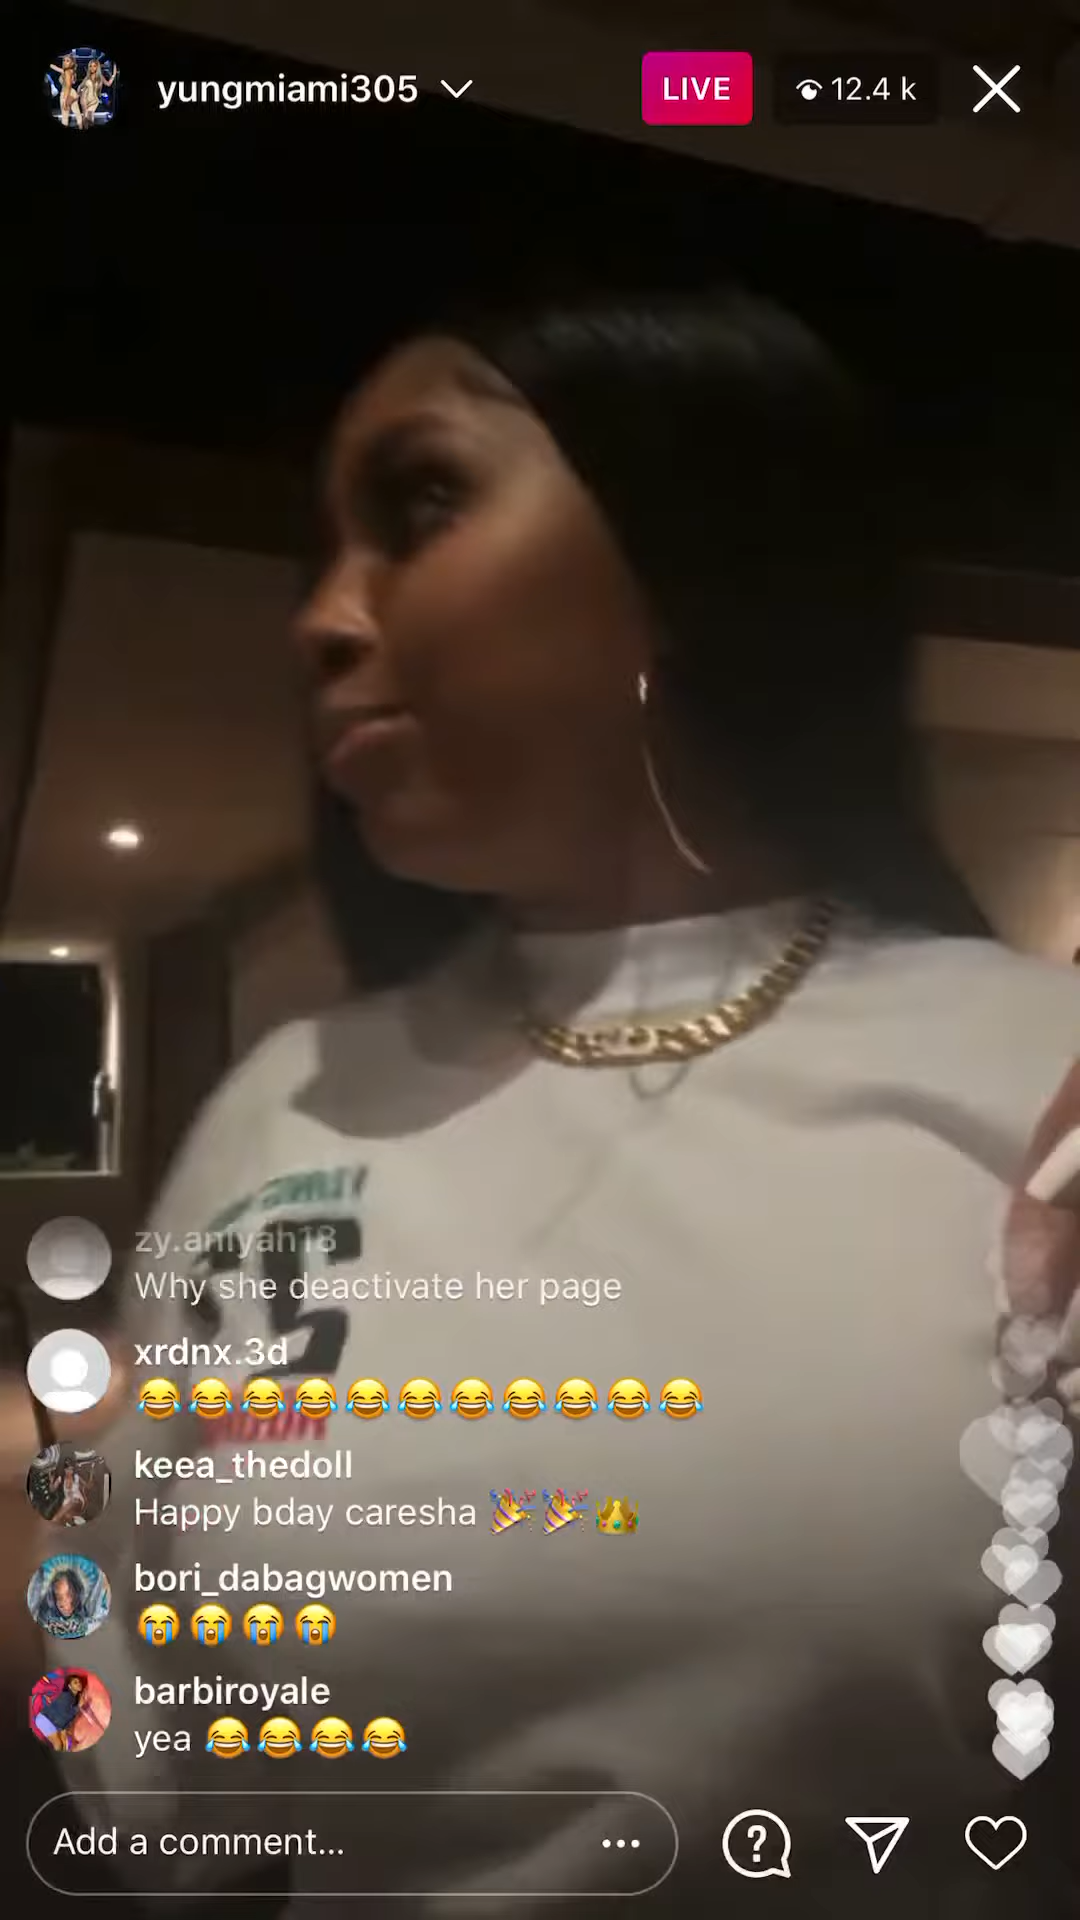 yungmiami305
LIVE
12.4 k
zy.aniyah18
Why she deactivate her page
xrdnx.3d
😂😂😂😂😂😂😂😂😂😂😂
keea_thedoll
Happy bday caresha 🎉🎉👑
bori_dabagwomen
😭😭😭😭
barbiroyale
yea 😂😂😂😂
Add a comment...